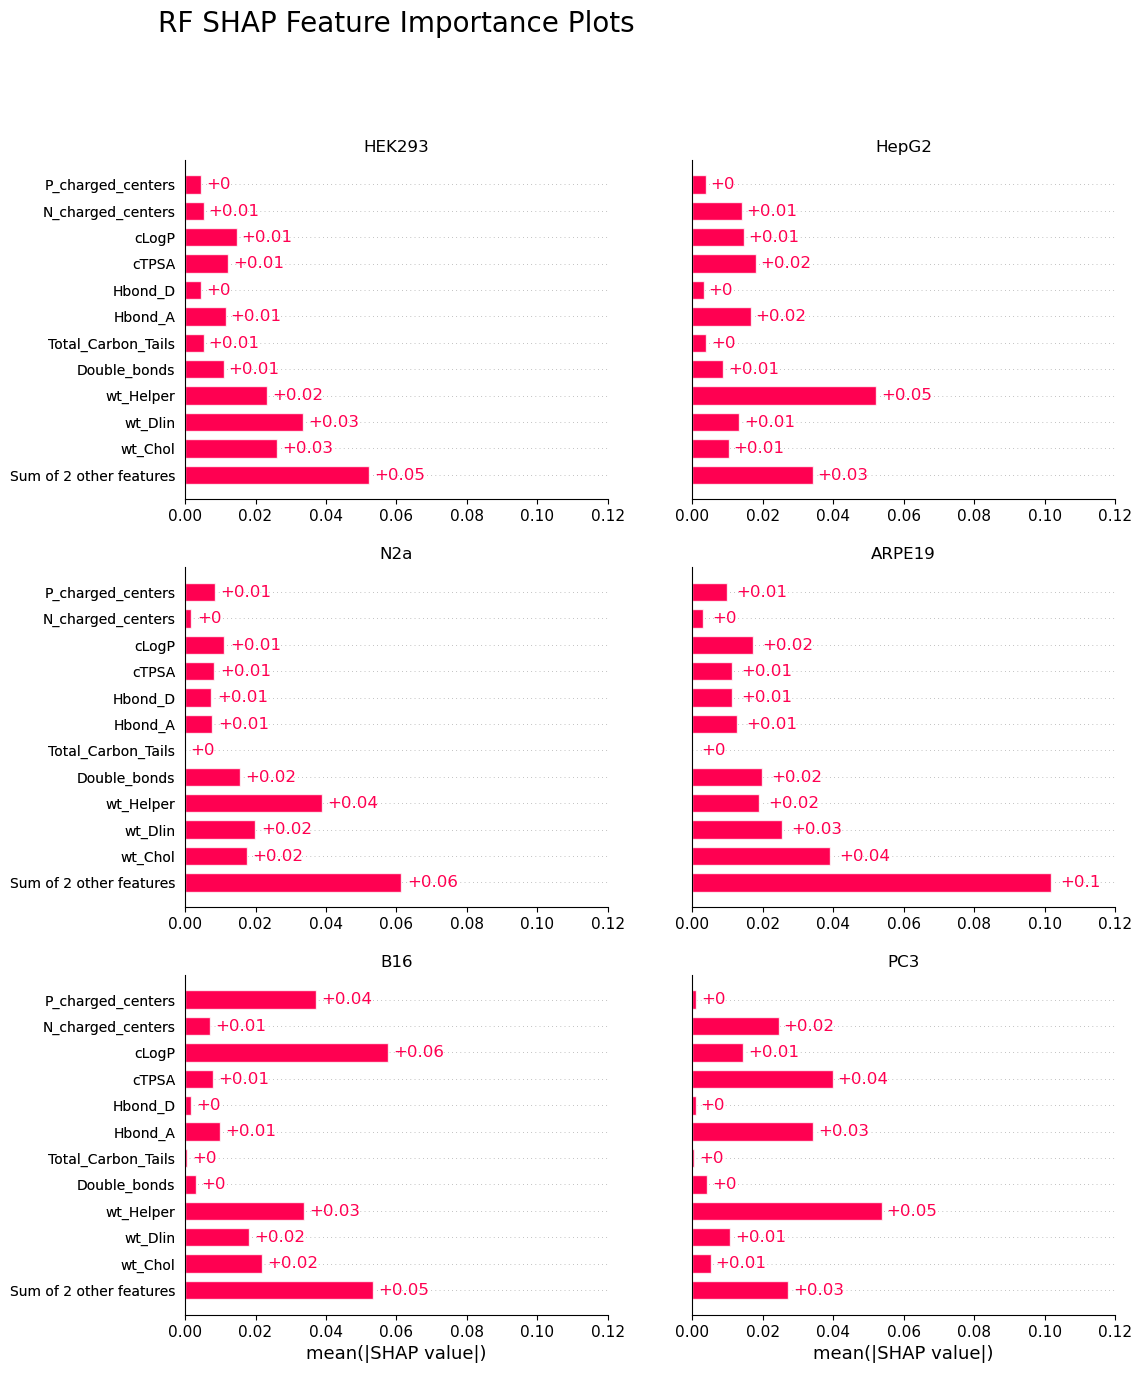 RF SHAP Feature Importance Plots
HEK293
P_charged_centers +0
N_charged_centers +0.01
cLogP +0.01
cTPSA +0.01
Hbond_D +0
Hbond_A +0.01
Total_Carbon_Tails +0.01
Double_bonds +0.01
wt_Helper +0.02
wt_Dlin +0.03
wt_Chol +0.03
Sum of 2 other features +0.05
0.00 0.02 0.04 0.06 0.08 0.10 0.12
HepG2
+0
+0.01
+0.01
+0.02
+0
+0.02
+0
+0.01
+0.05
+0.01
+0.01
+0.03
0.00 0.02 0.04 0.06 0.08 0.10 0.12
N2a
P_charged_centers +0.01
N_charged_centers +0
cLogP +0.01
cTPSA +0.01
Hbond_D +0.01
Hbond_A +0.01
Total_Carbon_Tails +0
Double_bonds +0.02
wt_Helper +0.04
wt_Dlin +0.02
wt_Chol +0.02
Sum of 2 other features +0.06
0.00 0.02 0.04 0.06 0.08 0.10 0.12
ARPE19
+0.01
+0
+0.02
+0.01
+0.01
+0.01
+0
+0.02
+0.02
+0.03
+0.04
+0.1
0.00 0.02 0.04 0.06 0.08 0.10 0.12
B16
P_charged_centers +0.04
N_charged_centers +0.01
cLogP +0.06
cTPSA +0.01
Hbond_D +0
Hbond_A +0.01
Total_Carbon_Tails +0
Double_bonds +0
wt_Helper +0.03
wt_Dlin +0.02
wt_Chol +0.02
Sum of 2 other features +0.05
0.00 0.02 0.04 0.06 0.08 0.10 0.12
mean(|SHAP value|)
PC3
+0
+0.02
+0.01
+0.04
+0
+0.03
+0
+0
+0.05
+0.01
+0.01
+0.03
0.00 0.02 0.04 0.06 0.08 0.10 0.12
mean(|SHAP value|)